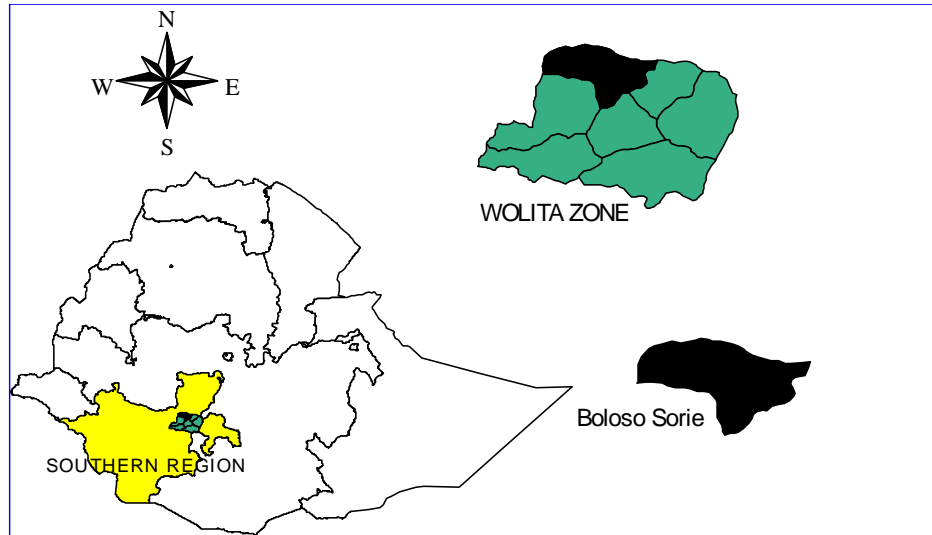 N
W E
S
WOLITA ZONE
Boloso Sorie
SOUTHERN REGION